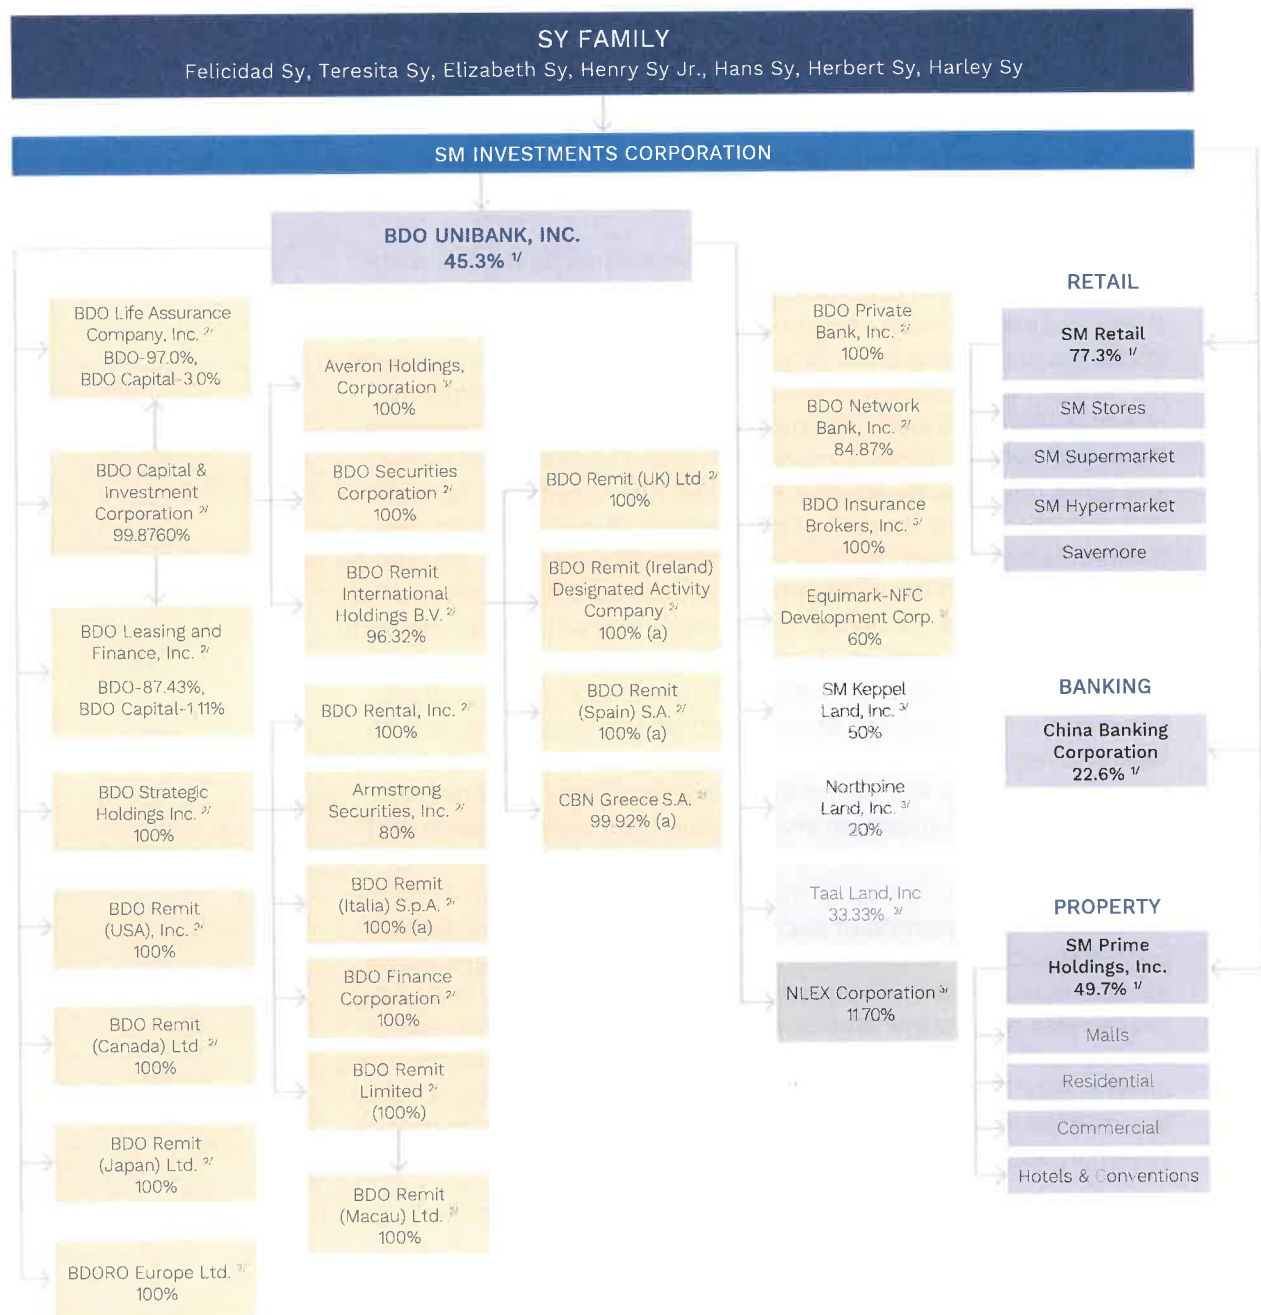 SY FAMILY
Felicidad Sy, Teresita Sy, Elizabeth Sy, Henry Sy Jr., Hans Sy, Herbert Sy, Harley Sy
SM INVESTMENTS CORPORATION
BDO UNIBANK, INC.
45.3% 1/
BDO Life Assurance
Company, Inc. 2/
BDO-97.0%,
BDO Capital-3.0%
BDO Capital &
Investment
Corporation 2/
99.8760%
BDO Leasing and
Finance, Inc. 2/
BDO-87.43%,
BDO Capital-1.11%
BDO Strategic
Holdings Inc. 2/
100%
BDO Remit
(USA), Inc. 2/
100%
BDO Remit
(Canada) Ltd 2/
100%
BDO Remit
(Japan) Ltd. 2/
100%
BDORO Europe Ltd. 3/
100%
Averon Holdings,
Corporation 3/
100%
BDO Securities
Corporation 2/
100%
BDO Remit
International
Holdings B.V. 2/
96.32%
BDO Rental, Inc. 2/
100%
Armstrong
Securities, Inc. 2/
80%
BDO Remit
(Italia) S.p.A. 2/
100% (a)
BDO Finance
Corporation 2/
100%
BDO Remit
Limited 2/
(100%)
BDO Remit
(Macau) Ltd. 2/
100%
BDO Remit (UK) Ltd. 2/
100%
BDO Remit (Ireland)
Designated Activity
Company 2/
100% (a)
BDO Remit
(Spain) S.A. 2/
100% (a)
CBN Greece S.A.
99.92% (a)
BDO Private
Bank, Inc. 2/
100%
BDO Network
Bank, Inc. 2/
84.87%
BDO Insurance
Brokers, Inc. 3/
100%
Equimark-NFC
Development Corp. 3/
60%
SM Keppel
Land, Inc. 3/
50%
Northpine
Land, Inc. 3/
20%
Taal Land, Inc
33.33% 3/
NLEX Corporation 3/
11.70%
RETAIL
SM Retail
77.3% 1/
SM Stores
SM Supermarket
SM Hypermarket
Savemore
BANKING
China Banking
Corporation
22.6% 1/
PROPERTY
SM Prime
Holdings, Inc.
49.7% 1/
Malls
Residential
Commercial
Hotels & Conventions